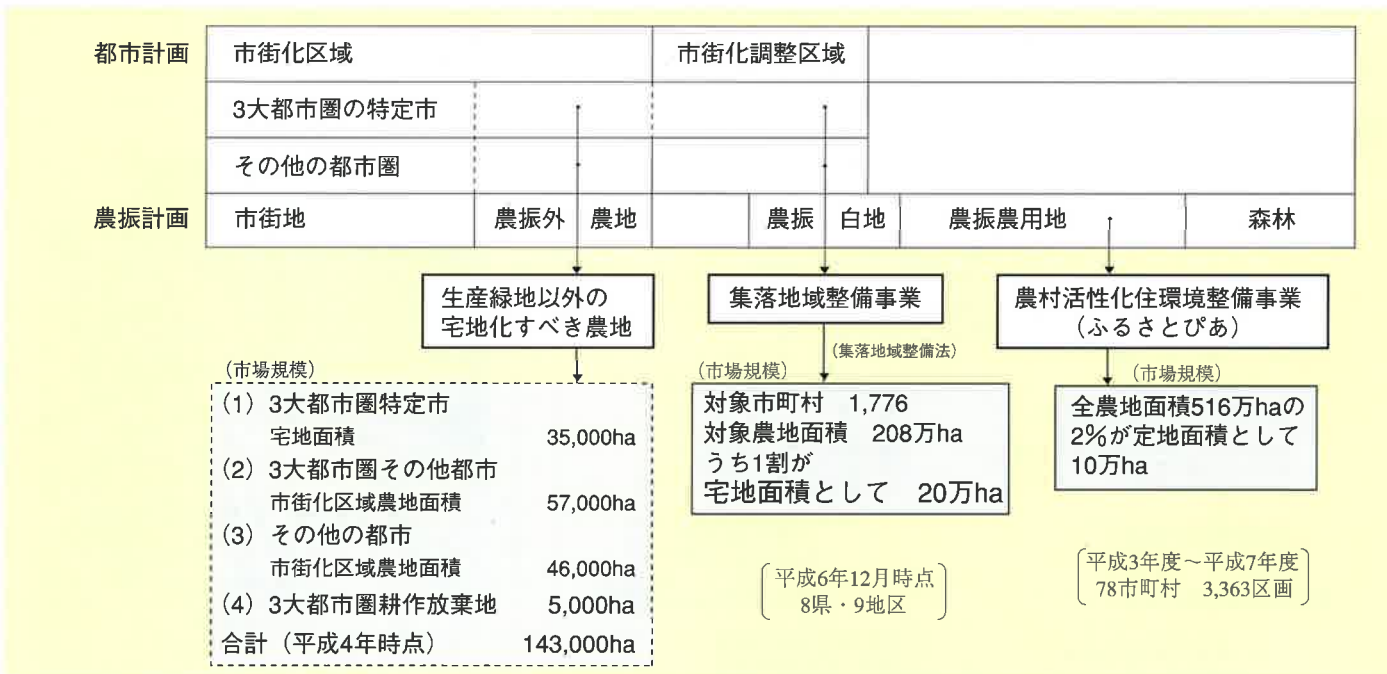 都市計画 市街化区域 市街化調整区域
3大都市圏の特定市
その他の都市圏
農振計画 市街地 農振外 農地 農振 白地 農振農用地 森林
生産緑地以外の
宅地化すべき農地
集落地域整備事業
農村活性化住環境整備事業
(ふるさとぴあ)
(集落地域整備法)
(市場規模)
(1) 3大都市圏特定市
宅地面積 35,000ha
(2) 3大都市圏その他都市
市街化区域農地面積 57,000ha
(3) その他の都市
市街化区域農地面積 46,000ha
(4) 3大都市圏耕作放棄地 5,000ha
合計(平成4年時点) 143,000ha
(市場規模)
対象市町村 1,776
対象農地面積 208万ha
うち1割が
宅地面積として 20万ha
平成6年12月時点
8県・9地区
(市場規模)
全農地面積516万haの
2%が定地面積として
10万ha
平成3年度~平成7年度
78市町村 3,363区画